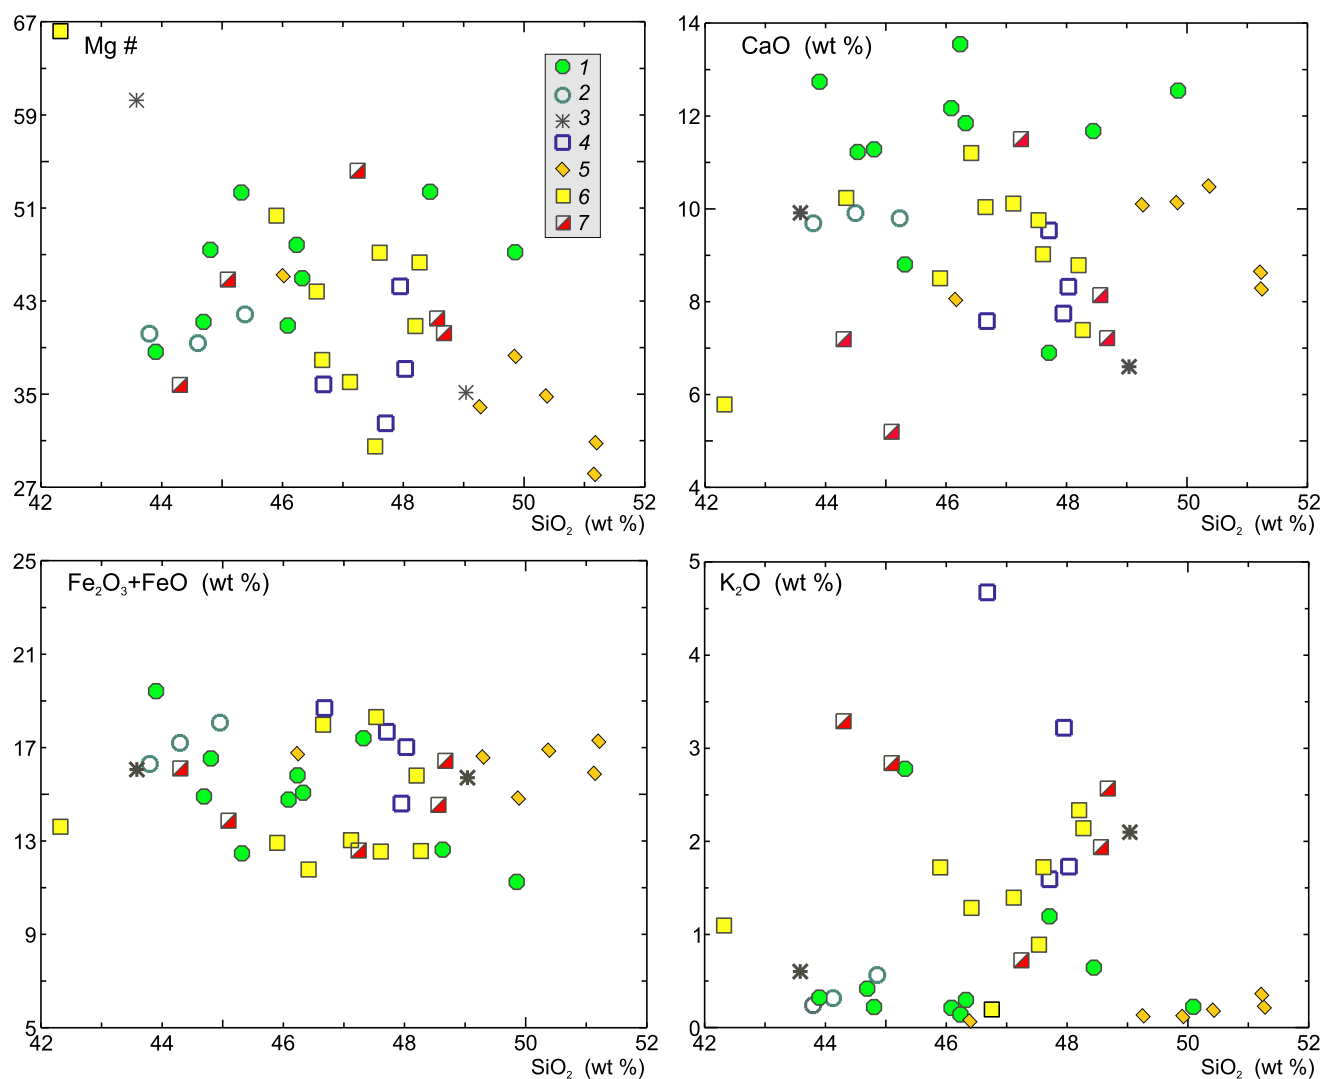 67
59
51
43
35
27
Mg #
1
2
3
4
5
6
7
42 44 46 48 50 52
SiO₂ (wt %)
14
12
10
8
6
4
CaO (wt %)
42 44 46 48 50 52
SiO₂ (wt %)
25
21
17
13
9
5
Fe₂O₃+FeO (wt %)
42 44 46 48 50 52
SiO₂ (wt %)
5
4
3
2
1
0
K₂O (wt %)
42 44 46 48 50 52
SiO₂ (wt %)